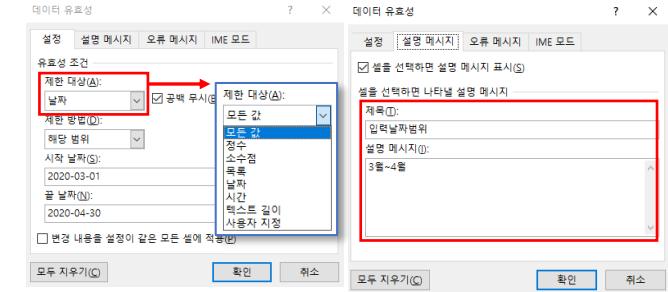 데이터 유효성 ? ×
설정 설명 메시지 오류 메시지 IME 모드
유효성 조건
제한 대상(A):
날짜 공백 무시(B
제한 방법(D):
해당 범위
시작 날짜(S):
2020-03-01
끝 날짜(N):
2020-04-30
변경 내용을 설정이 같은 모든 셀에 적용(P)
모두 지우기(C) 확인 취소
제한 대상(A):
모든 값
모든 값
정수
소수점
목록
날짜
시간
텍스트 길이
사용자 지정
데이터 유효성 ? ×
설정 설명 메시지 오류 메시지 IME 모드
셀을 선택하면 설명 메시지 표시(S)
셀을 선택하면 나타낼 설명 메시지
제목(T):
입력날짜범위
설명 메시지(I):
3월~4월
모두 지우기(C) 확인 취소